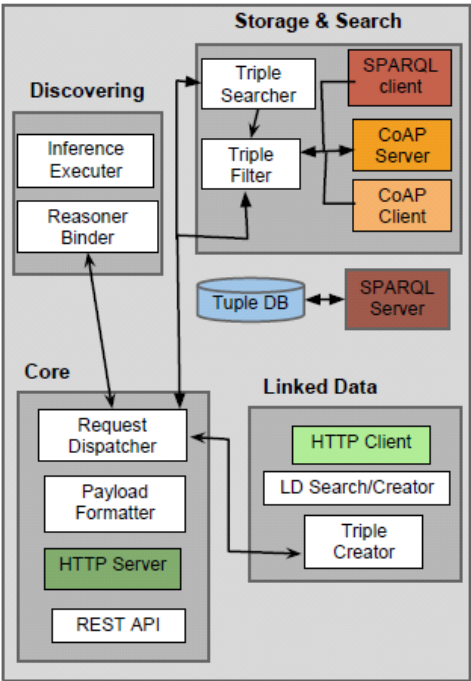 Storage & Search
Triple
Searcher
SPARQL
client
Triple
Filter
CoAP
Server
CoAP
Client
Discovering
Inference
Executer
Reasoner
Binder
Tuple DB
SPARQL
Server
Core
Request
Dispatcher
Payload
Formatter
HTTP Server
REST API
Linked Data
HTTP Client
LD Search/Creator
Triple
Creator